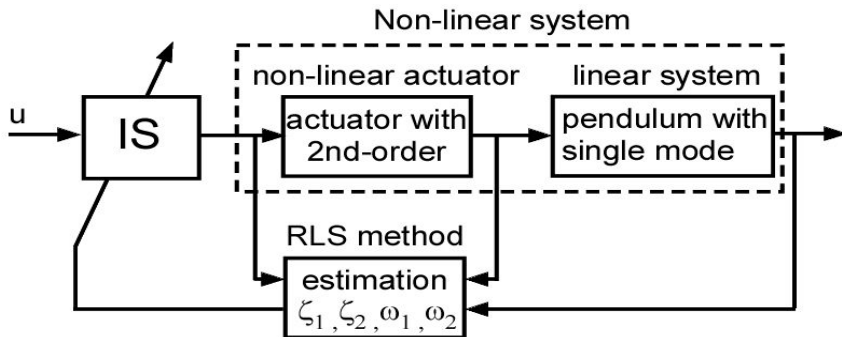 Non-linear system
non-linear actuator
linear system
u
IS
actuator with
2nd-order
pendulum with
single mode
RLS method
estimation
ζ₁ ,ζ₂ ,ω₁ ,ω₂